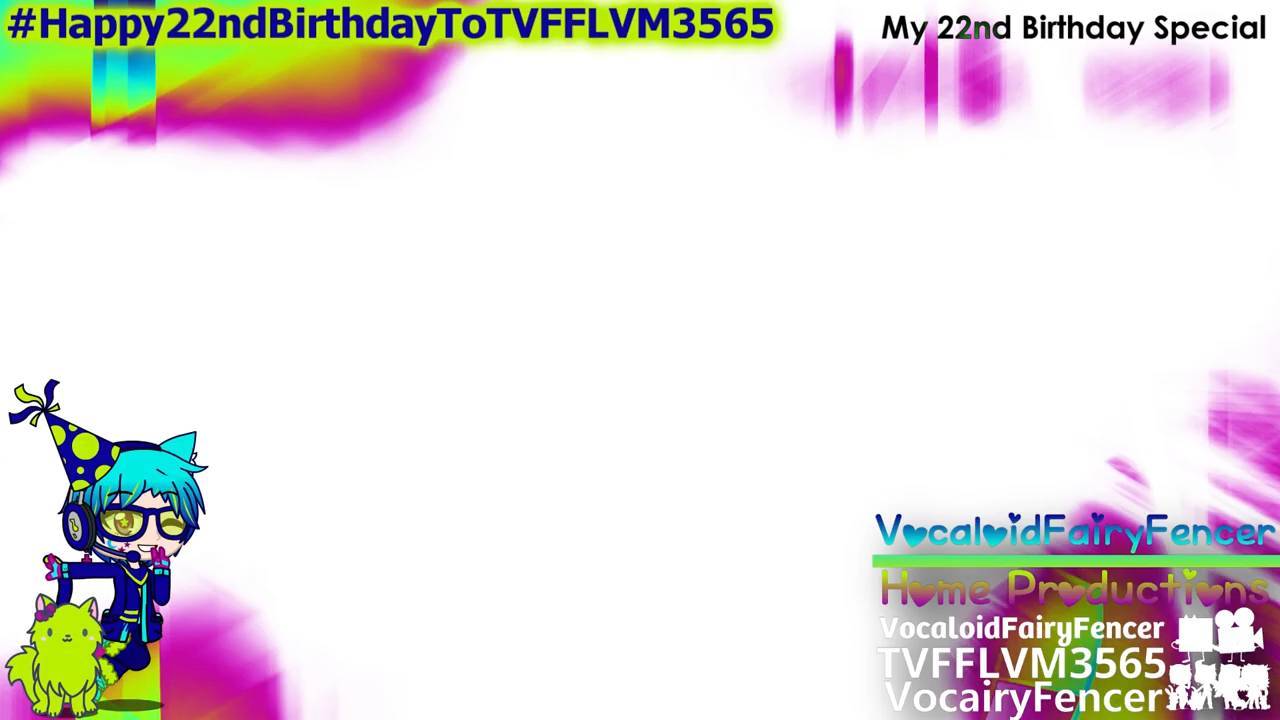 #Happy22ndBirthdayToTVFFLVM3565
My 22nd Birthday Special
VocaloidFairyFencer
Home Productions
VocaloidFairyFencer
TVFFLVM3565
VocairyFencer